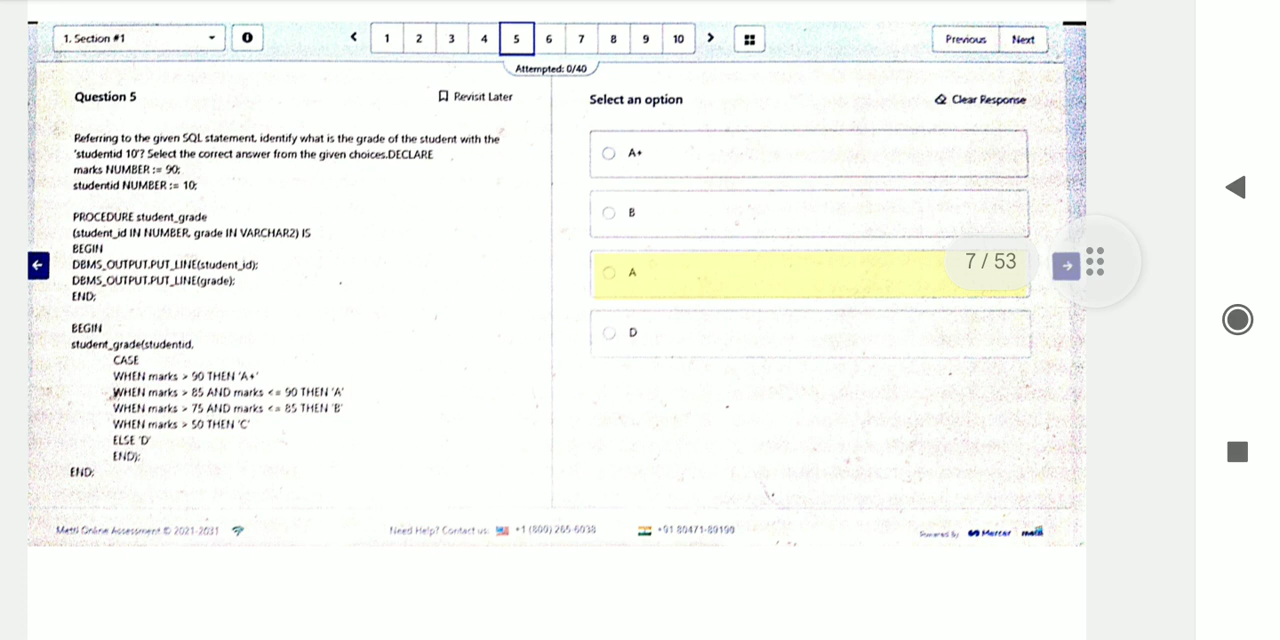 1. Section #1
1 2 3 4 5 6 7 8 9 10
Previous Next
Attempted: 0/40
Question 5
Revisit Later
Select an option
Clear Response
Referring to the given SQL statement, identify what is the grade of the student with the
'studentid 10'? Select the correct answer from the given choices.DECLARE
marks NUMBER := 90;
studentid NUMBER := 10;
PROCEDURE student_grade
(student_id IN NUMBER, grade IN VARCHAR2) IS
BEGIN
DBMS_OUTPUT.PUT_LINE(student_id);
DBMS_OUTPUT.PUT_LINE(grade);
END;
BEGIN
student_grade(studentid,
CASE
WHEN marks > 90 THEN 'A+'
WHEN marks > 85 AND marks <= 90 THEN 'A'
WHEN marks > 75 AND marks <= 85 THEN 'B'
WHEN marks > 50 THEN 'C'
ELSE 'D'
END);
END;
A+
B
A
D
7 / 53
Mettl Online Assessment © 2021-2031
Need Help? Contact us: +1 (800) 265-6038
+91 80471-89190
Powered By Mercer mettl